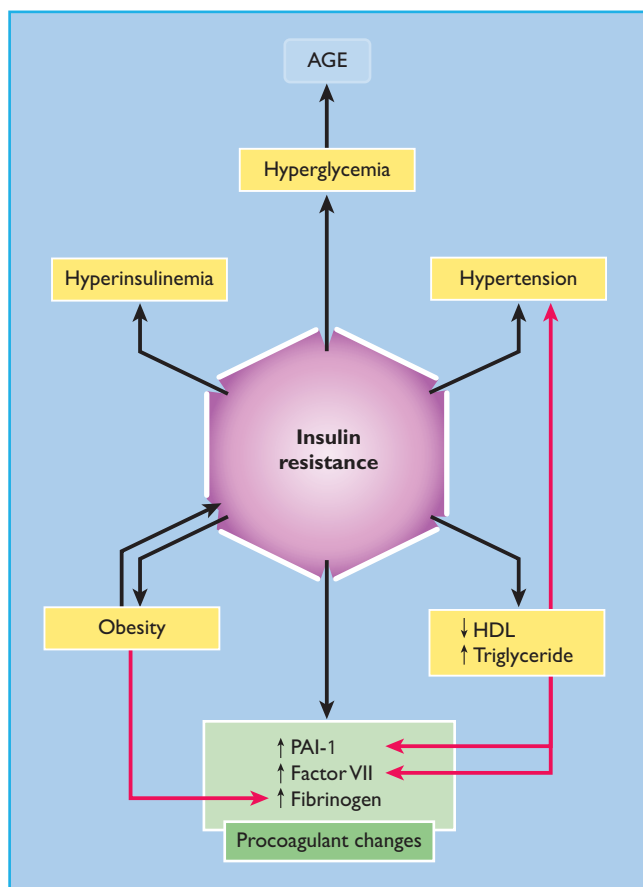 AGE
Hyperglycemia
Hyperinsulinemia
Hypertension
Insulin
resistance
Obesity
↓ HDL
↑ Triglyceride
↑ PAI-1
↑ Factor VII
↑ Fibrinogen
Procoagulant changes